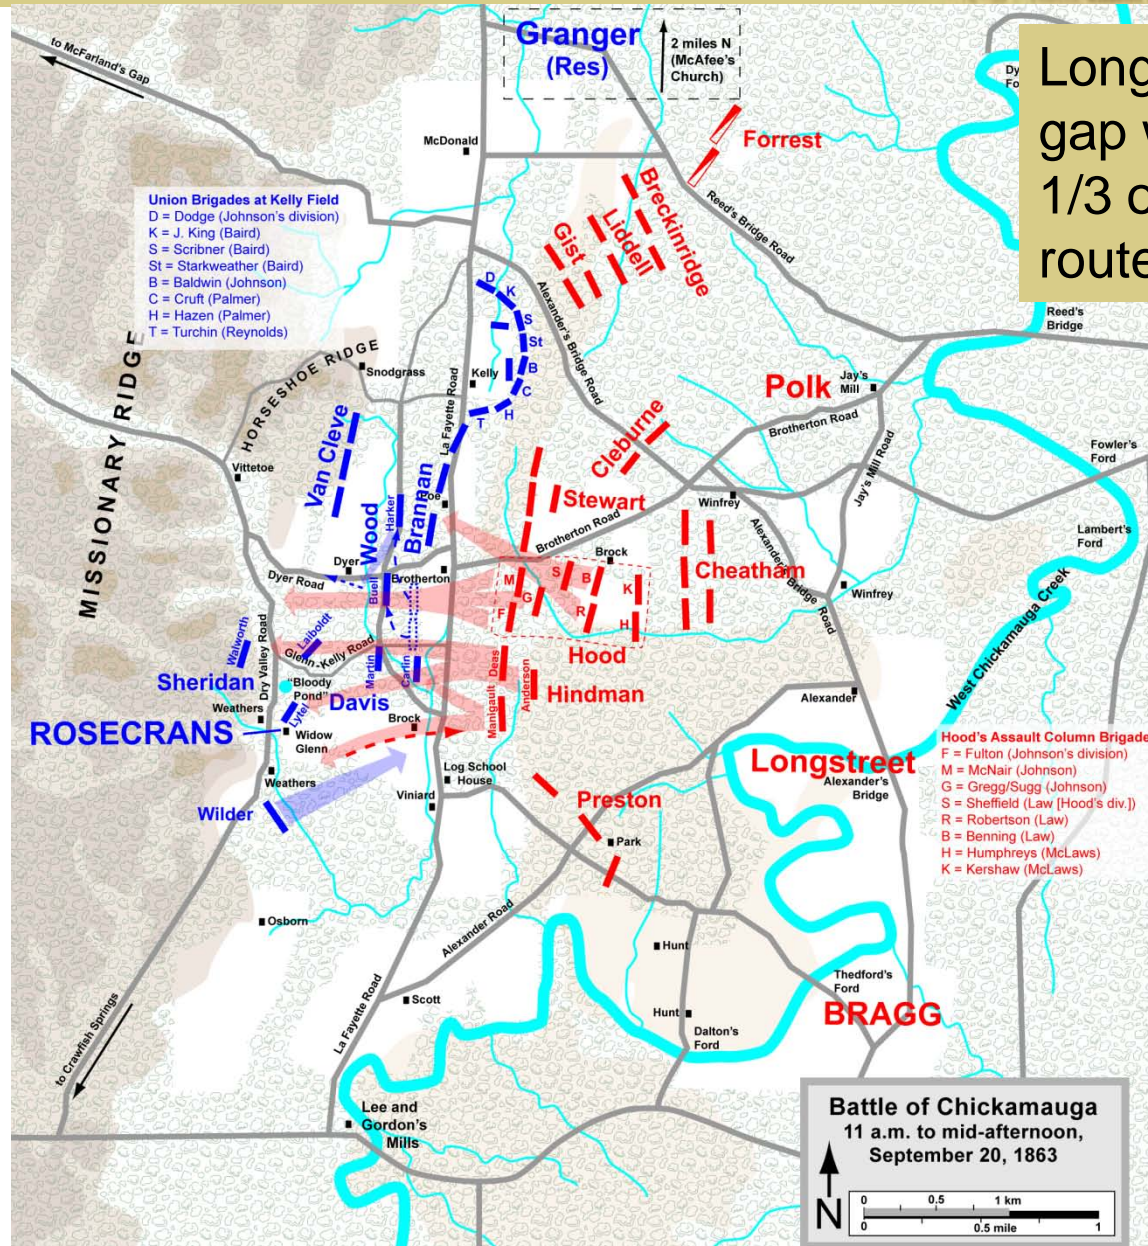 Granger
(Res)
2 miles N
(McAfee's
Church)
to McFarland's Gap
Long
gap v
1/3 o
route
McDonald
Forrest
Reed's Bridge Road
Union Brigades at Kelly Field
D = Dodge (Johnson's division)
K = J. King (Baird)
S = Scribner (Baird)
St = Starkweather (Baird)
B = Baldwin (Johnson)
C = Cruft (Palmer)
H = Hazen (Palmer)
T = Turchin (Reynolds)
Gist
Liddell
Breckinridge
D
K
S
St
B
C
H
T
Alexander's Bridge Road
Reed's
Bridge
MISSIONARY RIDGE
HORSESHOE RIDGE
Snodgrass
Kelly
La Fayette Road
Polk
Jay's
Mill
Brotherton Road
Jay's Mill Road
Fowler's
Ford
Van Cleve
Vittetoe
Cleburne
Stewart
Winfrey
Wood
Harker
Brannan
Poe
Brotherton Road
Brock
Alexander's Bridge Road
Lambert's
Ford
Cheatham
Dyer
Dyer Road
Buell
Brotherton
M
S
B
K
F
G
R
H
Winfrey
West Chickamauga Creek
Hood
Walworth
Laiboldt
Glenn-Kelly Road
Dry Valley Road
Martin
Carlin
Deas
Anderson
Manigault
Hindman
Sheridan
"Bloody
Pond"
Lytel
Davis
Weathers
Brock
Alexander
ROSECRANS
Widow
Glenn
Log School
House
Longstreet
Alexander's
Bridge
Hood's Assault Column Brigade
F = Fulton (Johnson's division)
M = McNair (Johnson)
G = Gregg/Sugg (Johnson)
S = Sheffield (Law [Hood's div.])
R = Robertson (Law)
B = Benning (Law)
H = Humphreys (McLaws)
K = Kershaw (McLaws)
Weathers
Wilder
Viniard
Preston
Park
Osborn
Alexander Road
Hunt
La Fayette Road
Scott
Thedford's
Ford
BRAGG
Hunt
Dalton's
Ford
to Crawfish Springs
Lee and
Gordon's
Mills
Battle of Chickamauga
11 a.m. to mid-afternoon,
September 20, 1863
N
0 0.5 1 km
0 0.5 mile 1